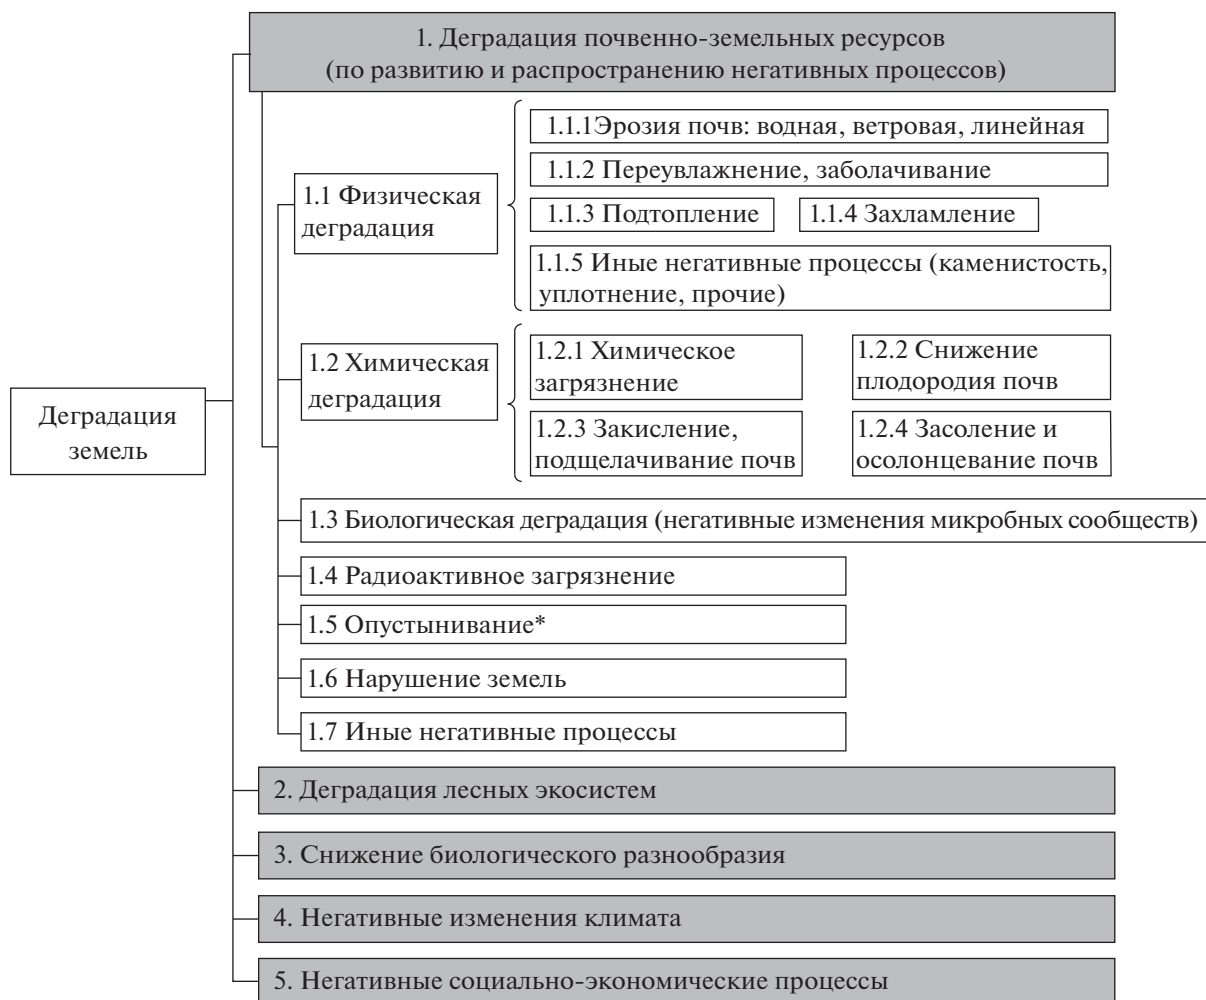 1. Деградация почвенно-земельных ресурсов
(по развитию и распространению негативных процессов)
1.1 Физическая
деградация
1.1.1Эрозия почв: водная, ветровая, линейная
1.1.2 Переувлажнение, заболачивание
1.1.3 Подтопление
1.1.4 Захламление
1.1.5 Иные негативные процессы (каменистость,
уплотнение, прочие)
1.2 Химическая
деградация
1.2.1 Химическое
загрязнение
1.2.2 Снижение
плодородия почв
1.2.3 Закисление,
подщелачивание почв
1.2.4 Засоление и
осолонцевание почв
Деградация
земель
1.3 Биологическая деградация (негативные изменения микробных сообществ)
1.4 Радиоактивное загрязнение
1.5 Опустынивание*
1.6 Нарушение земель
1.7 Иные негативные процессы
2. Деградация лесных экосистем
3. Снижение биологического разнообразия
4. Негативные изменения климата
5. Негативные социально-экономические процессы